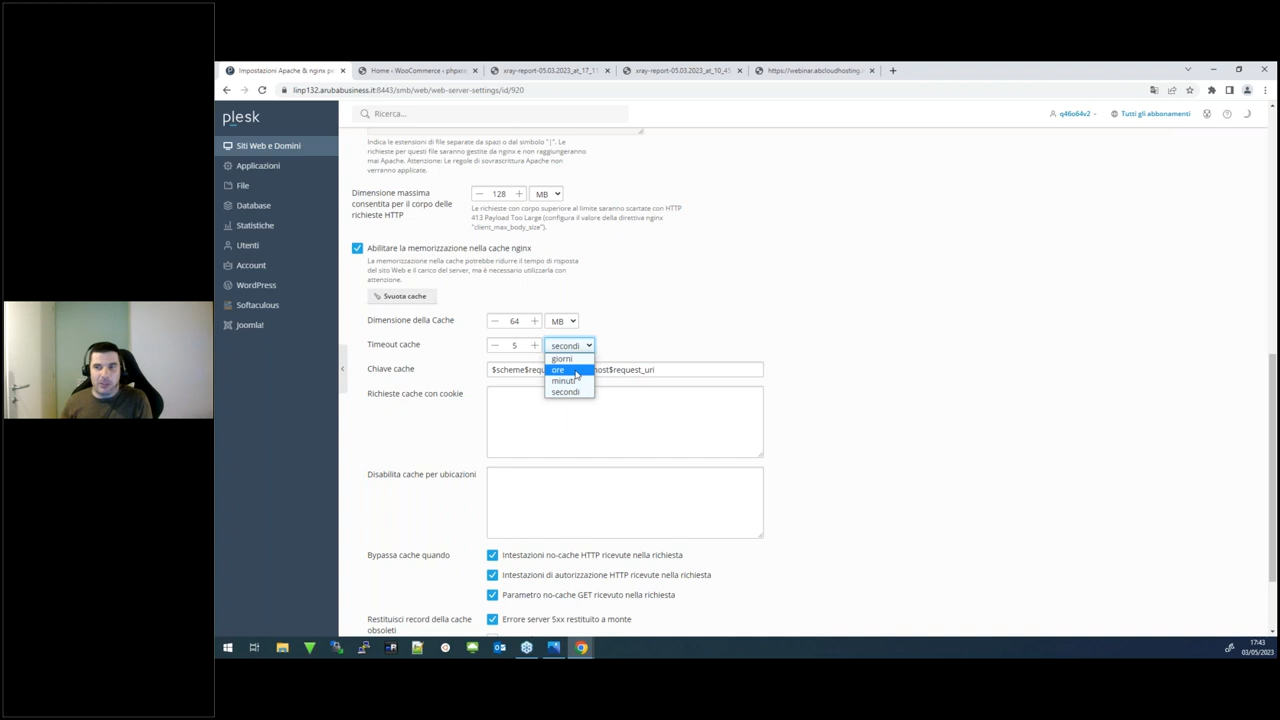 Impostazioni Apache & nginx p
Home ‹ WooCommerce ‹ phpxre
xray-report-05.03.2023_at_17_11
xray-report-05.03.2023_at_10_45
https://webinar.abcloudhosting.
linp132.arubabusiness.it:8443/smb/web/web-server-settings/id/920
plesk
Ricerca...
q46o64v2
Tutti gli abbonamenti
Siti Web e Domini
Applicazioni
File
Database
Statistiche
Utenti
Account
WordPress
Softaculous
Joomla!
Indica le estensioni di file separate da spazi o dal simbolo "|". Le
richieste per questi file saranno gestite da nginx e non raggiungeranno
mai Apache. Attenzione: Le regole di sovrascrittura Apache non
verranno applicate.
Dimensione massima
consentita per il corpo delle
richieste HTTP
128
MB
Le richieste con corpo superiore al limite saranno scartate con HTTP
413 Payload Too Large (configura il valore della direttiva nginx
"client_max_body_size").
Abilitare la memorizzazione nella cache nginx
La memorizzazione nella cache potrebbe ridurre il tempo di risposta
del sito Web e il carico del server, ma è necessario utilizzarla con
attenzione.
Svuota cache
Dimensione della Cache
64
MB
Timeout cache
5
secondi
giorni
ore
minuti
secondi
Chiave cache
$scheme$requ
ost$request_uri
Richieste cache con cookie
Disabilita cache per ubicazioni
Bypassa cache quando
Intestazioni no-cache HTTP ricevute nella richiesta
Intestazioni di autorizzazione HTTP ricevute nella richiesta
Parametro no-cache GET ricevuto nella richiesta
Restituisci record della cache
obsoleti
Errore server 5xx restituito a monte
17:43
03/05/2023